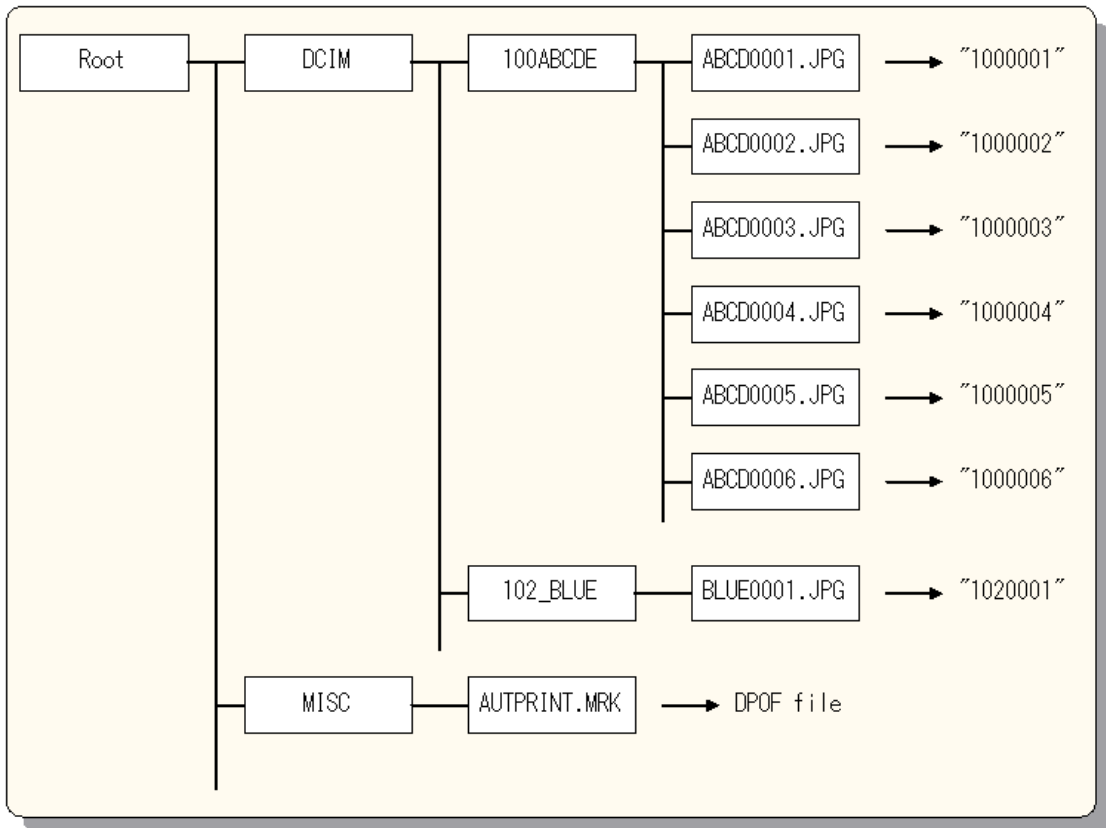 Root DCIM 100ABCDE ABCD0001.JPG "1000001"
ABCD0002.JPG "1000002"
ABCD0003.JPG "1000003"
ABCD0004.JPG "1000004"
ABCD0005.JPG "1000005"
ABCD0006.JPG "1000006"
102_BLUE BLUE0001.JPG "1020001"
MISC AUTPRINT.MRK DPOF file